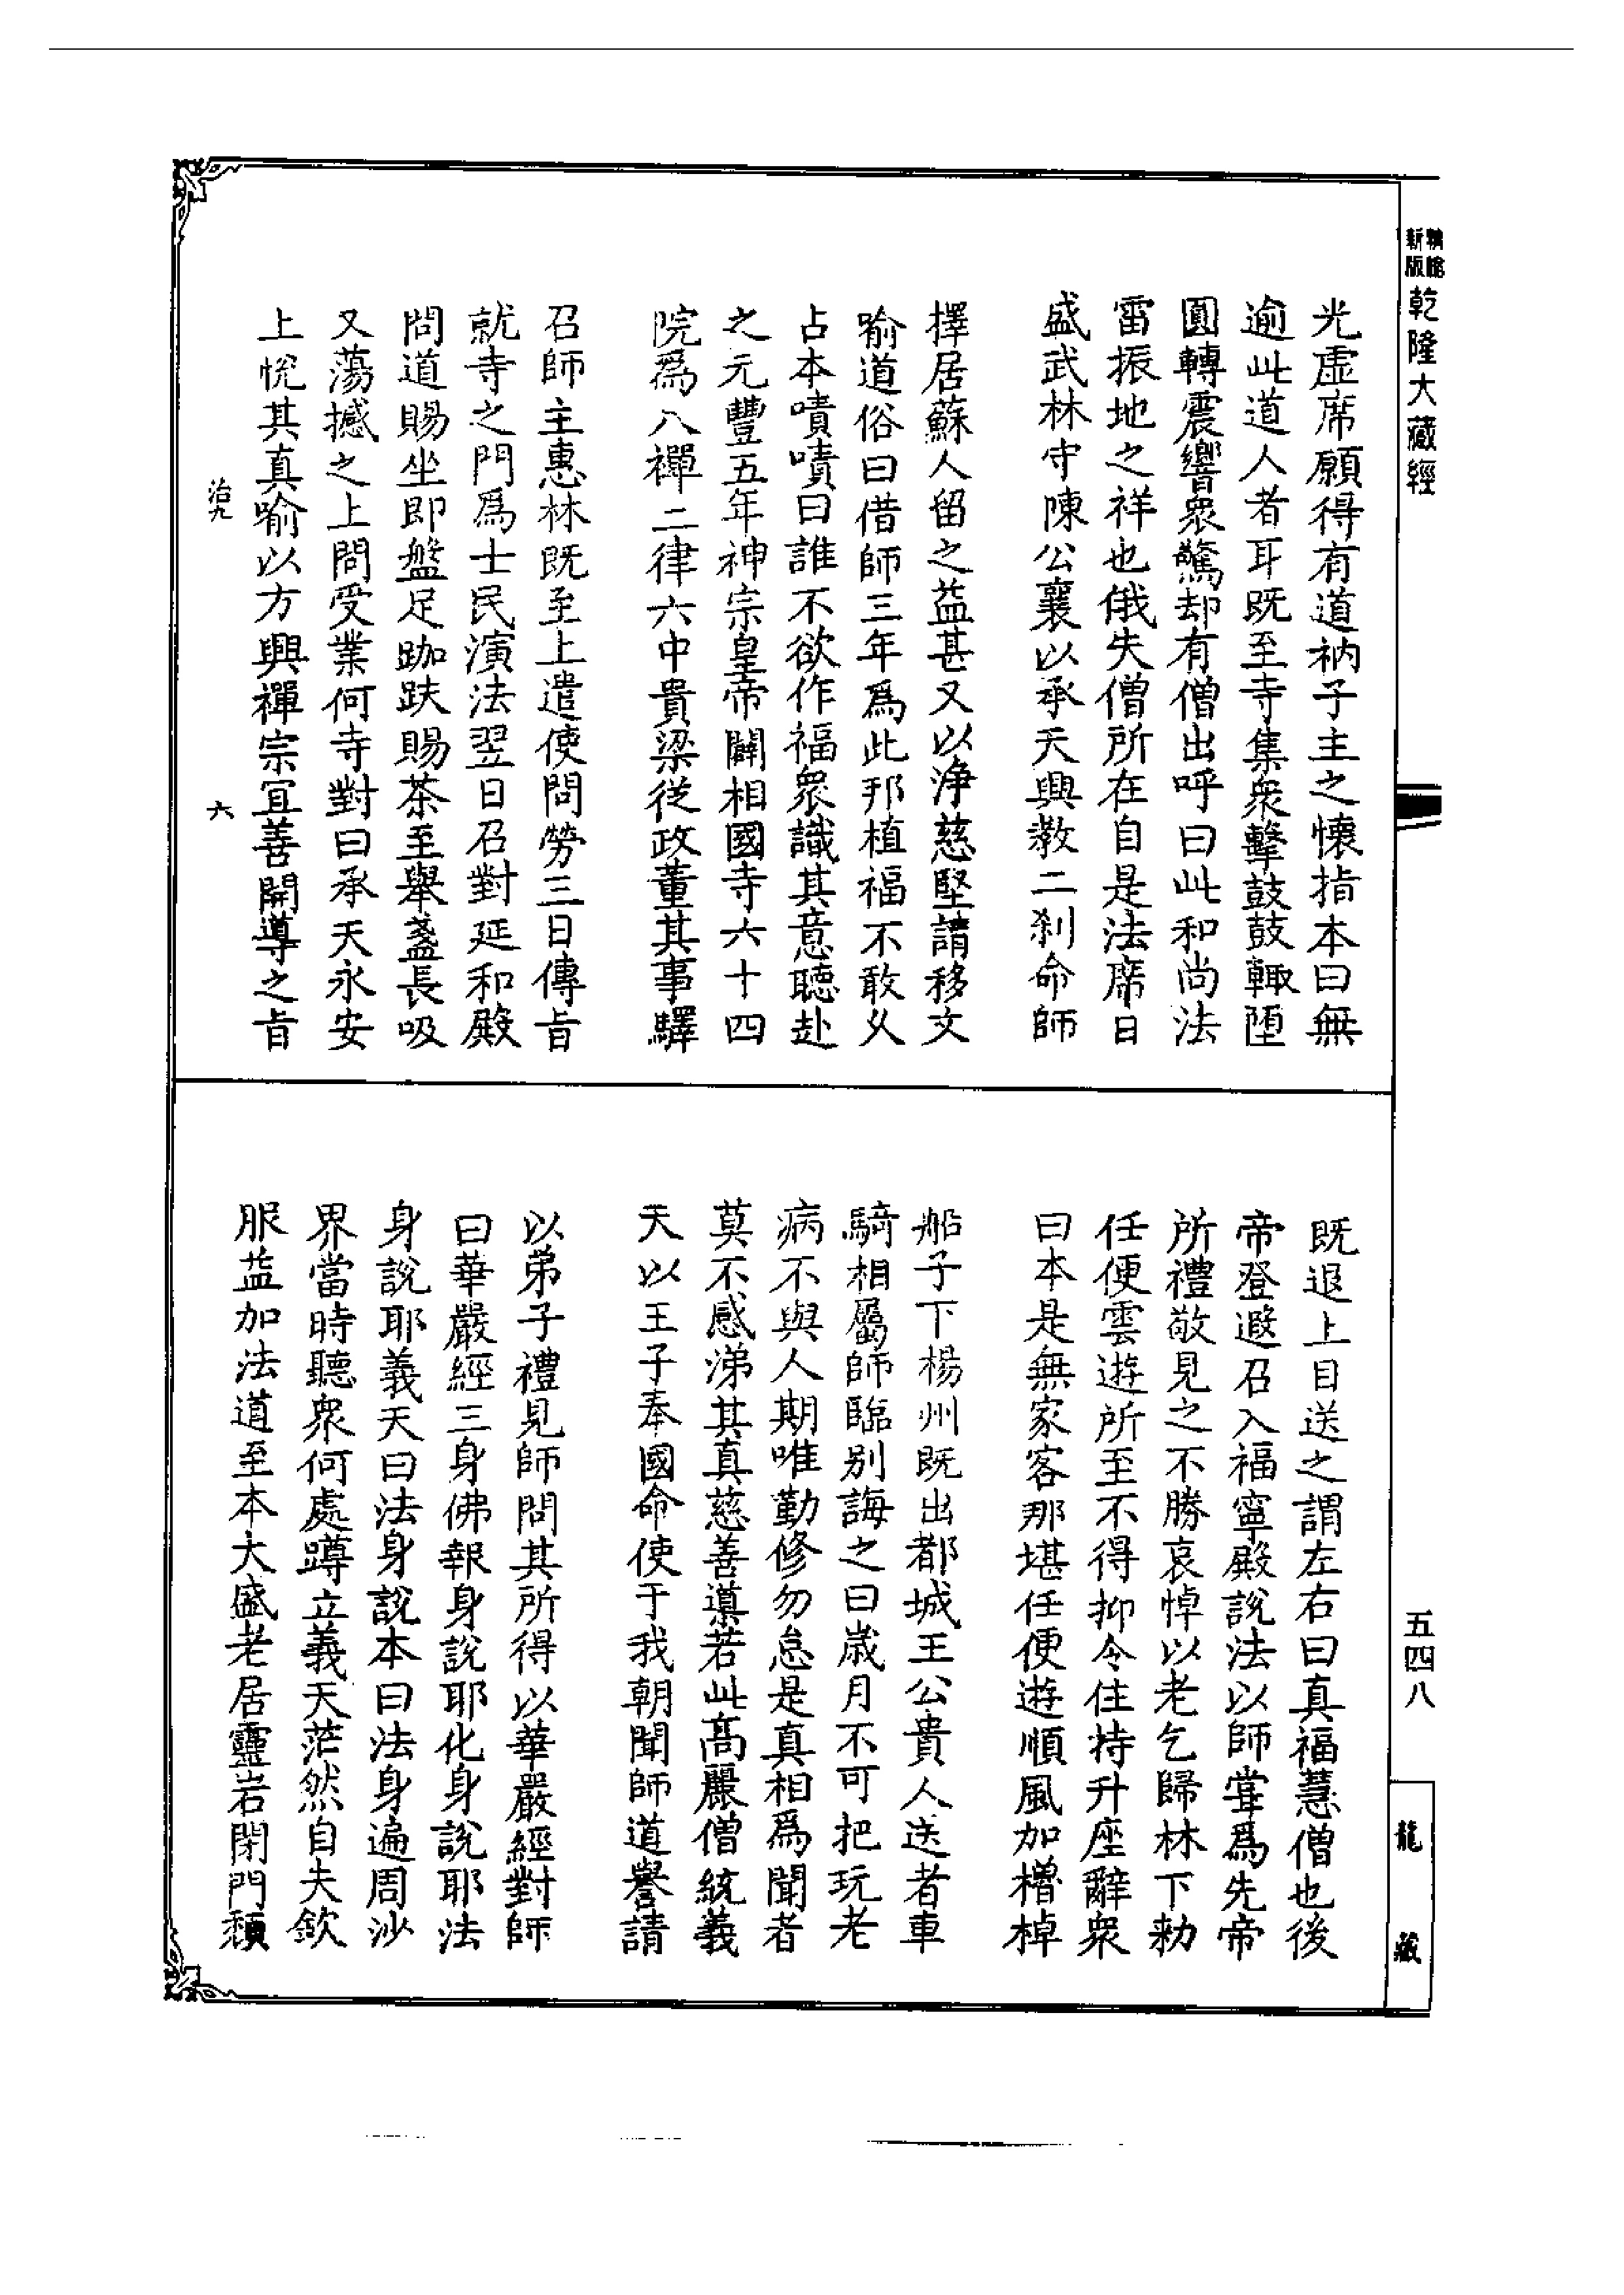 乾隆大藏經
光虛席願得有道衲子主之懷指本曰無
逾此道人者耳既至寺集衆擊鼓鼓輙墮
圓轉震響衆驚却有僧出呼曰此和尚法
雷振地之祥也俄失僧所在自是法席日
盛武林守陳公襄以承天興教二刹命師
擇居蘇人留之益甚又以淨慈堅請移文
喻道俗曰借師三年爲此邦植福不敢乆
占本嘖嘖曰誰不欲作福衆識其意聽赴
之元豐五年神宗皇帝闢相國寺六十四
院爲八禪二律六中貴梁從政董其事驛
召師主惠林既至上遣使問勞三日傳㫖
就寺之門爲士民演法翌日召對延和殿
問道賜坐即盤足跏趺賜茶至舉盞長吸
又蕩撼之上問受業何寺對曰承天永安
上悅其真喻以方興禪宗宜善開導之㫖
治九
六
既退上目送之謂左右曰真福慧僧也後
帝登遐召入福寧殿說法以師甞爲先帝
所禮敬見之不勝哀悼以老乞歸林下勑
任便雲遊所至不得抑令住持升座辭衆
曰本是無家客那堪任便遊順風加櫓棹
船子下楊州既出都城王公貴人送者車
騎相屬師臨别誨之曰歳月不可把玩老
病不與人期唯勤修勿怠是真相爲聞者
莫不感涕其真慈善導若此高麗僧統義
天以王子奉國命使于我朝聞師道譽請
以弟子禮見師問其所得以華嚴經對師
曰華嚴經三身佛報身說耶化身說耶法
身說耶義天曰法身說本曰法身遍周沙
界當時聽衆何處蹲立義天茫然自失欽
服益加法道至本大盛老居靈岩閉門頹
五四八
龍藏